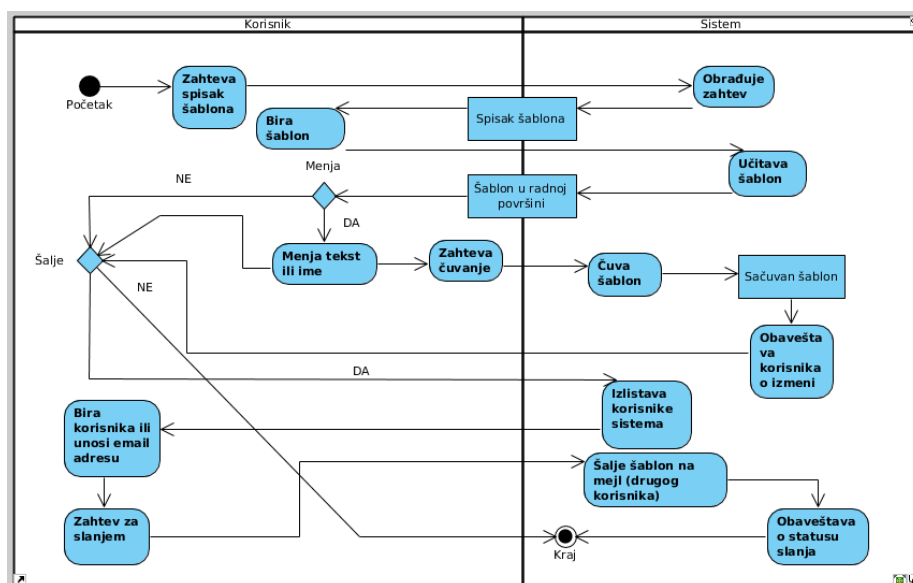 Korisnik
Sistem
Početak
Zahteva
spisak
šablona
Obrađuje
zahtev
Bira
šablon
Spisak šablona
Učitava
šablon
Menja
Šablon u radnoj
površini
NE
DA
Šalje
Menja tekst
ili ime
Zahteva
čuvanje
Čuva
šablon
Sačuvan šablon
NE
Obavešta
va
korisnika
o izmeni
DA
Izlistava
korisnike
sistema
Bira
korisnika ili
unosi email
adresu
Šalje šablon na
mejl (drugog
korisnika)
Zahtev za
slanjem
Obaveštava
o statusu
slanja
Kraj